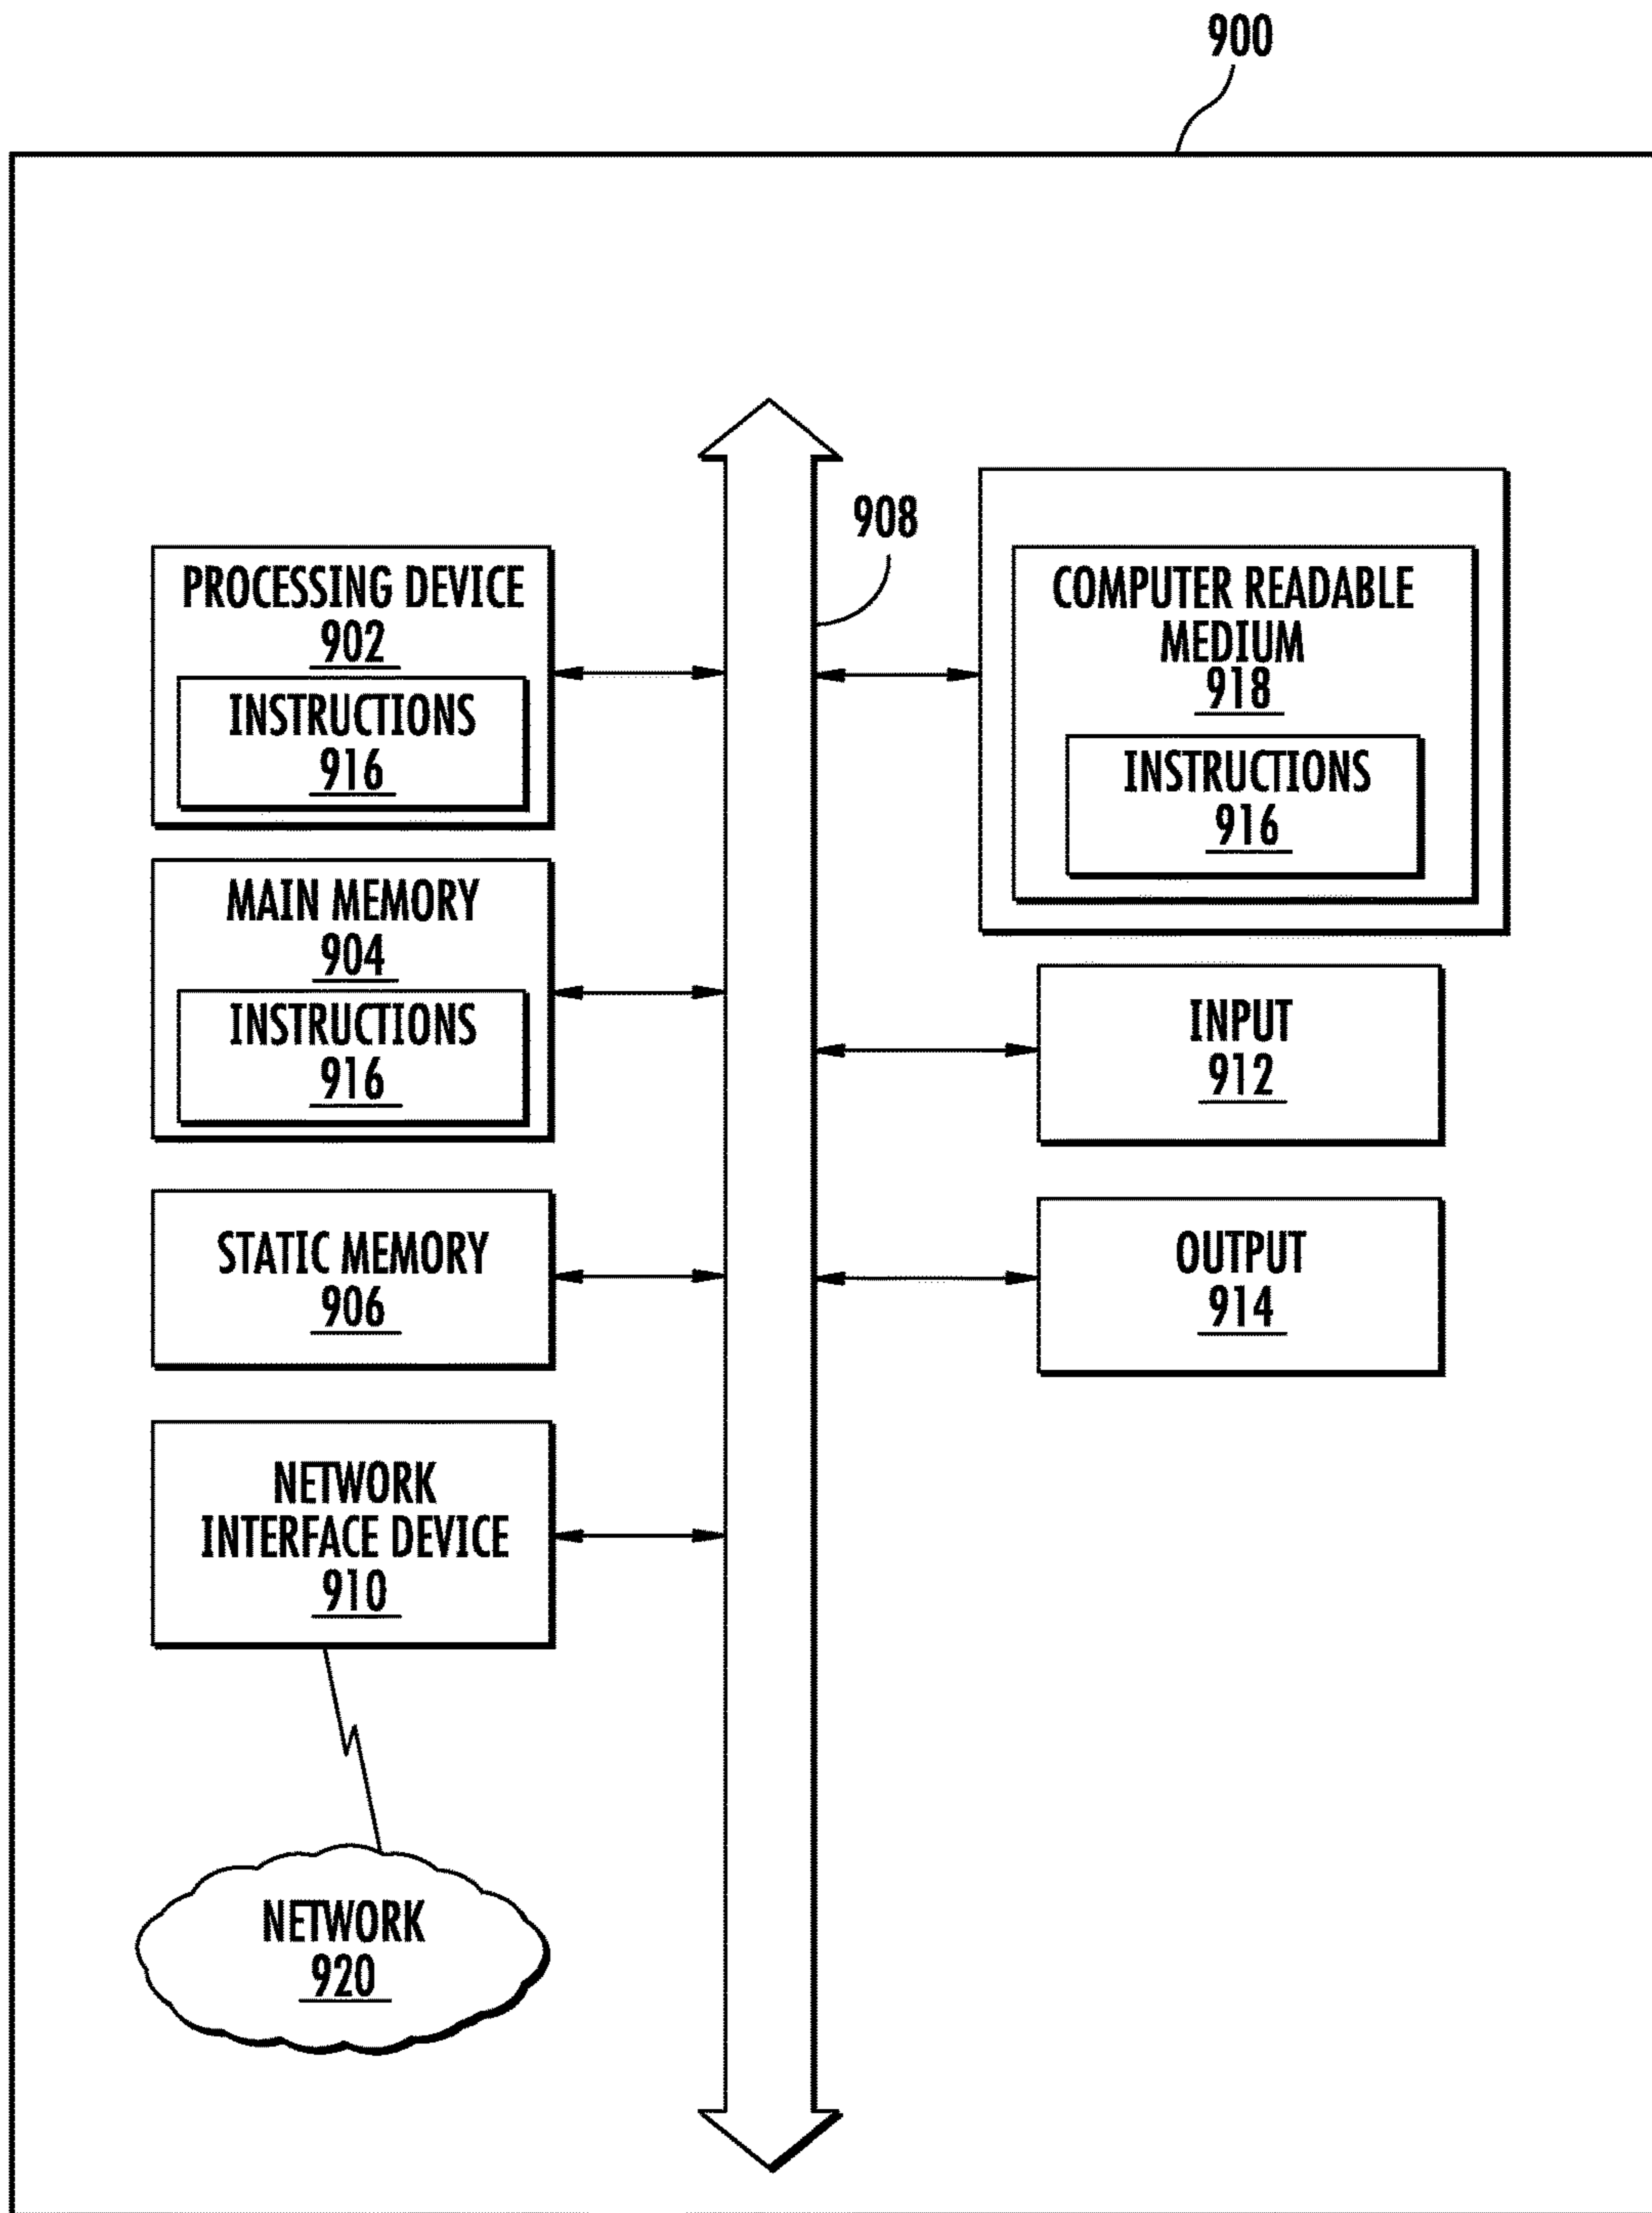 900
908
PROCESSING DEVICE
902
INSTRUCTIONS
916
MAIN MEMORY
904
INSTRUCTIONS
916
STATIC MEMORY
906
NETWORK
INTERFACE DEVICE
910
NETWORK
920
COMPUTER READABLE
MEDIUM
918
INSTRUCTIONS
916
INPUT
912
OUTPUT
914